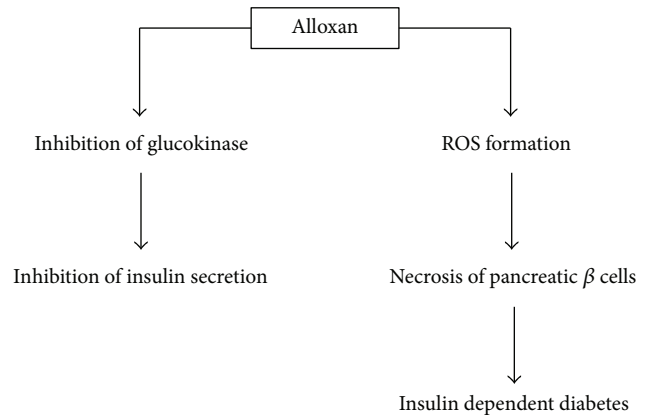 Alloxan
Inhibition of glucokinase
ROS formation
Inhibition of insulin secretion
Necrosis of pancreatic β cells
Insulin dependent diabetes